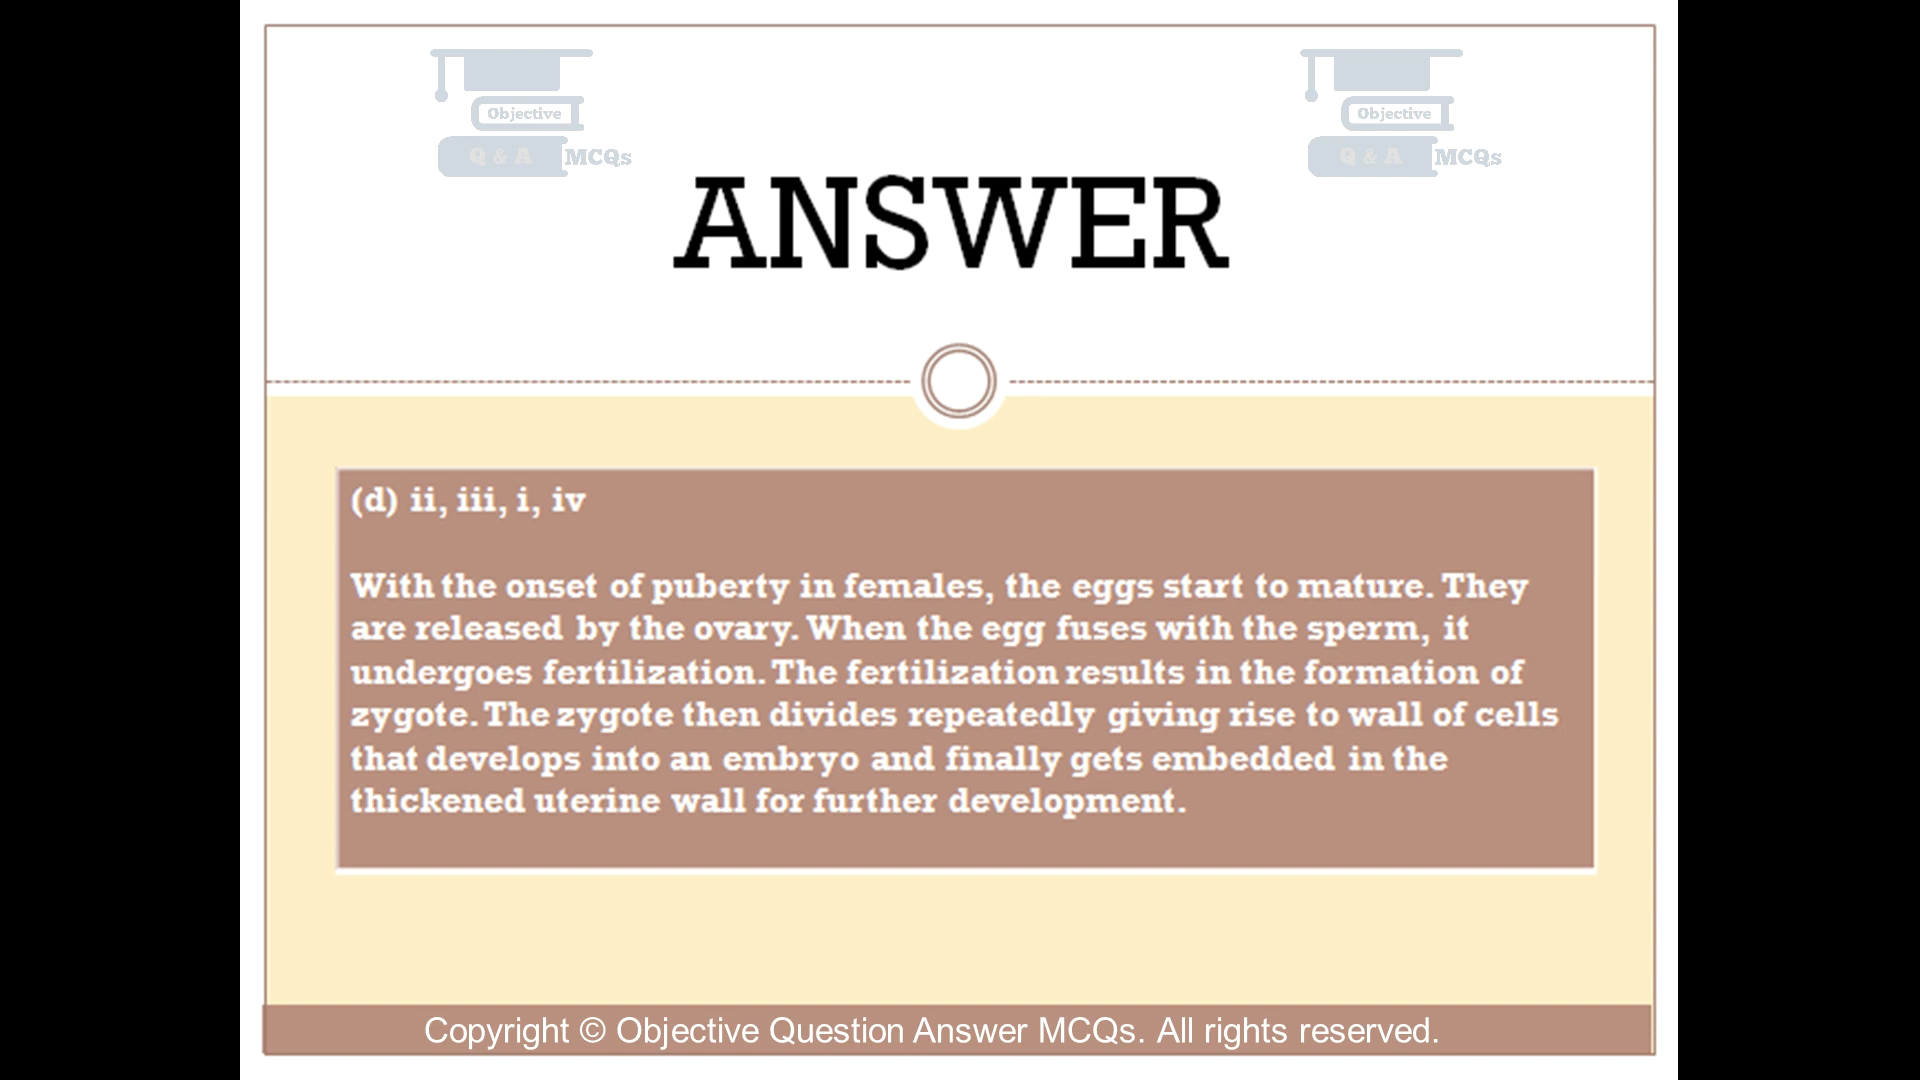 Objective
Q & A MCQs
Objective
Q & A MCQs
ANSWER
(d) ii, iii, i, iv
With the onset of puberty in females, the eggs start to mature. They
are released by the ovary. When the egg fuses with the sperm, it
undergoes fertilization. The fertilization results in the formation of
zygote. The zygote then divides repeatedly giving rise to wall of cells
that develops into an embryo and finally gets embedded in the
thickened uterine wall for further development.
Copyright © Objective Question Answer MCQs. All rights reserved.